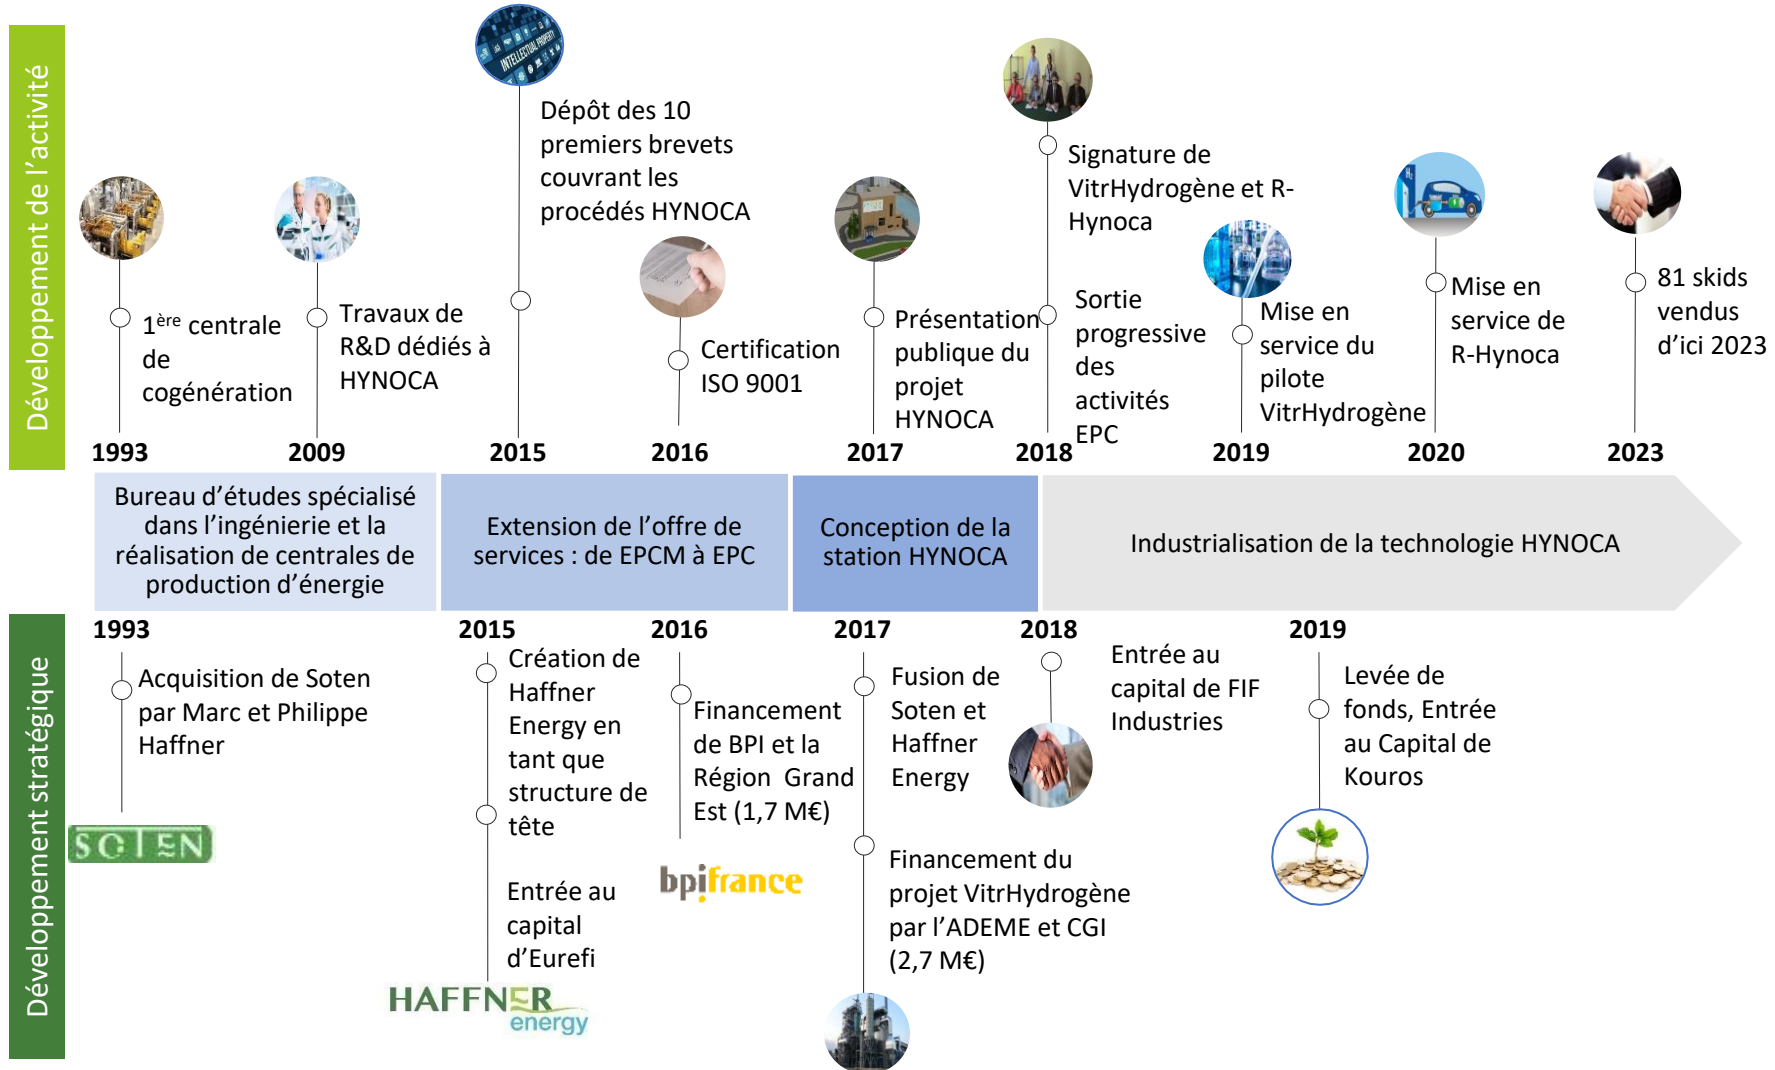 Développement de l'activité
INTELLECTUAL PROPERTY
Dépôt des 10
premiers brevets
couvrant les
procédés HYNOCA
Signature de
VitrHydrogène et R-
Hynoca
1ère centrale
de
cogénération
Travaux de
R&D dédiés à
HYNOCA
Certification
ISO 9001
Présentation
publique du
projet
HYNOCA
Sortie
progressive
des
activités
EPC
Mise en
service du
pilote
VitrHydrogène
H2
Mise en
service de
R-Hynoca
81 skids
vendus
d'ici 2023
1993
2009
2015
2016
2017
2018
2019
2020
2023
Bureau d'études spécialisé
dans l'ingénierie et la
réalisation de centrales de
production d'énergie
Extension de l'offre de
services : de EPCM à EPC
Conception de la
station HYNOCA
Industrialisation de la technologie HYNOCA
Développement stratégique
1993
2015
2016
2017
2018
2019
Acquisition de Soten
par Marc et Philippe
Haffner
SOTEN
Création de
Haffner
Energy en
tant que
structure de
tête
Entrée au
capital
d'Eurefi
HAFFNER
energy
Financement
de BPI et la
Région Grand
Est (1,7 M€)
bpifrance
Fusion de
Soten et
Haffner
Energy
Financement du
projet VitrHydrogène
par l'ADEME et CGI
(2,7 M€)
Entrée au
capital de FIF
Industries
Levée de
fonds, Entrée
au Capital de
Kouros